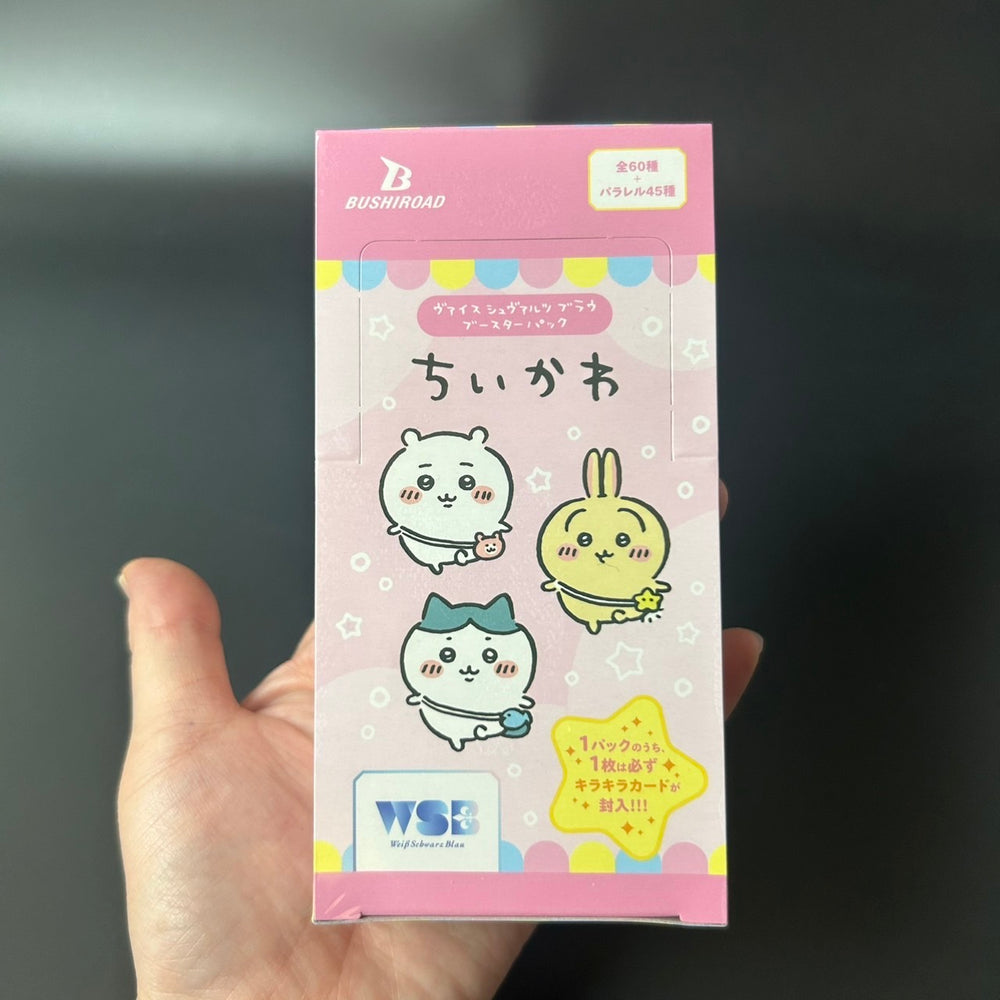 BUSHIROAD
全60種
+
パラレル45種
ヴァイス シュヴァルツ ブラウ
ブースターパック
ちいかわ
1パックのうち、
1枚は必ず
キラキラカードが
封入!!!
WSB
Weiß Schwarz Blau